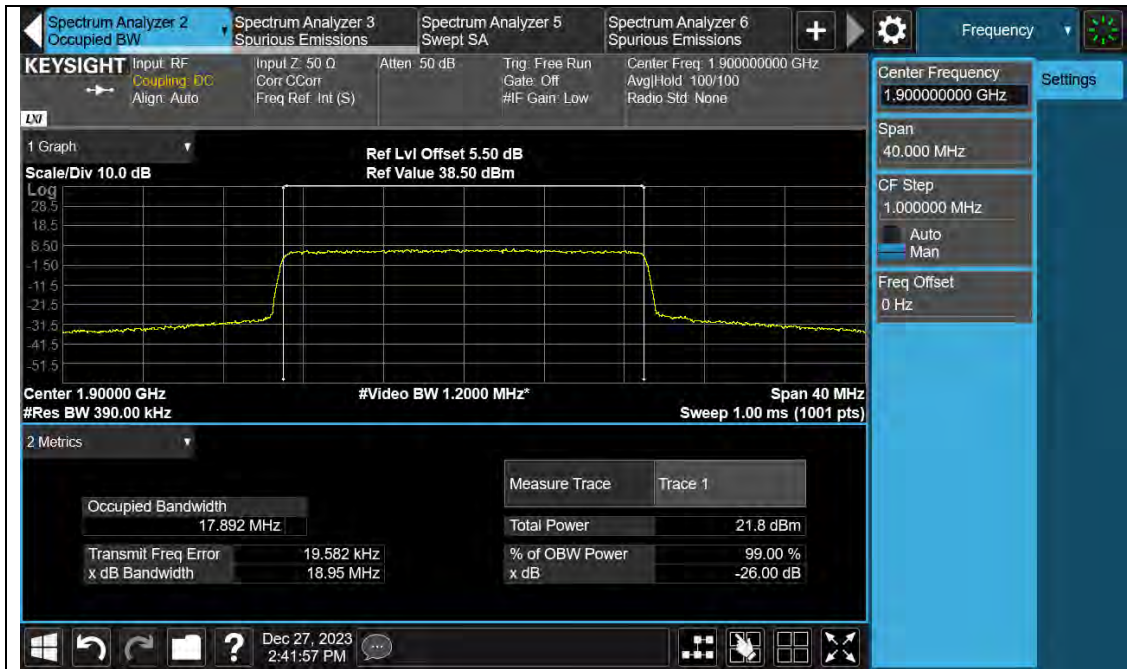 Spectrum Analyzer 2
Occupied BW
Spectrum Analyzer 3
Spurious Emissions
Spectrum Analyzer 5
Swept SA
Spectrum Analyzer 6
Spurious Emissions
+
Frequency
KEYSIGHT
LXI
Input: RF
Coupling: DC
Align: Auto
Input Z: 50 Ω
Corr CCorr
Freq Ref: Int (S)
Atten: 50 dB
Trig: Free Run
Gate: Off
#IF Gain: Low
Center Freq: 1.900000000 GHz
Avg|Hold: 100/100
Radio Std: None
Center Frequency
1.900000000 GHz
Settings
Span
40.000 MHz
CF Step
1.000000 MHz
Auto
Man
Freq Offset
0 Hz
1 Graph
Scale/Div 10.0 dB
Ref Lvl Offset 5.50 dB
Ref Value 38.50 dBm
Log
28.5
18.5
8.50
-1.50
-11.5
-21.5
-31.5
-41.5
-51.5
Center 1.90000 GHz
#Res BW 390.00 kHz
#Video BW 1.2000 MHz*
Span 40 MHz
Sweep 1.00 ms (1001 pts)
2 Metrics
Measure Trace Trace 1
Occupied Bandwidth
17.892 MHz
Total Power 21.8 dBm
Transmit Freq Error 19.582 kHz
% of OBW Power 99.00 %
x dB Bandwidth 18.95 MHz
x dB -26.00 dB
?
Dec 27, 2023
2:41:57 PM